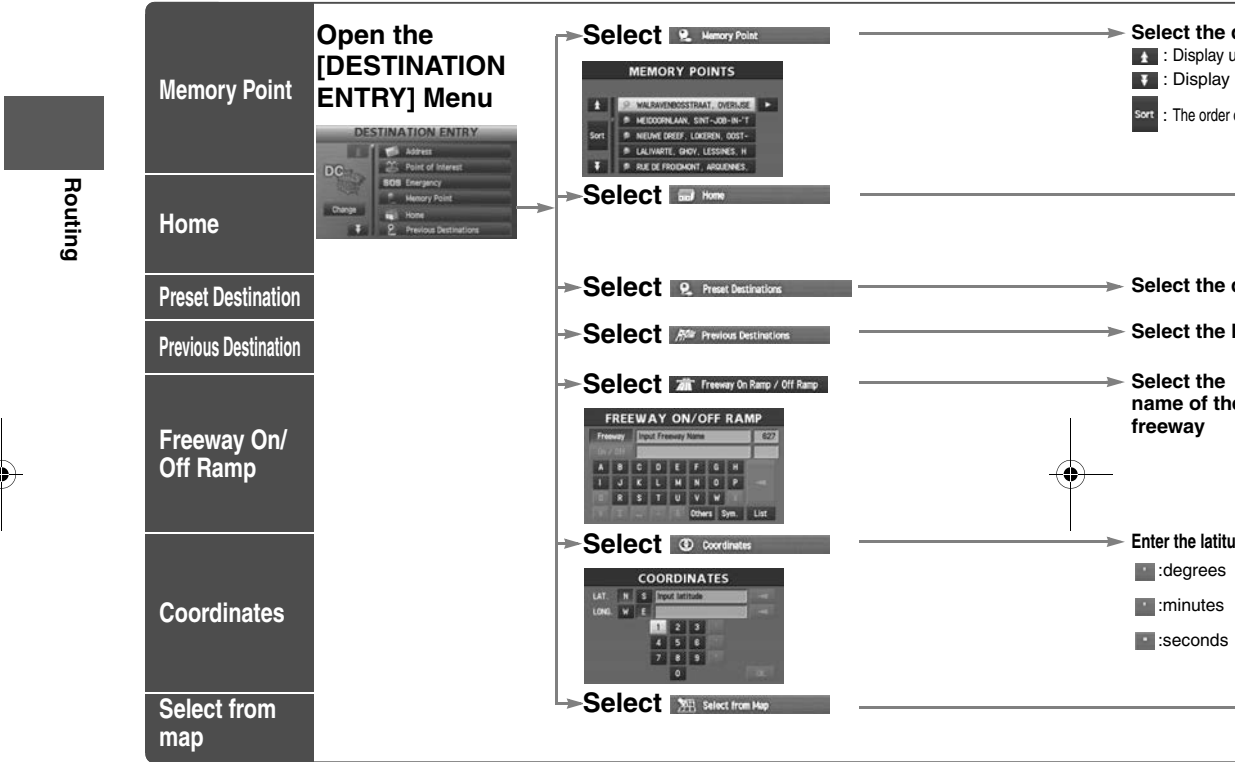 Routing
Memory Point
Home
Preset Destination
Previous Destination
Freeway On/
Off Ramp
Coordinates
Select from
map
Open the
[DESTINATION
ENTRY] Menu
DESTINATION ENTRY
DC
Change
Address
Point of Interest
SOS Emergency
Memory Point
Home
Previous Destinations
Select Memory Point
MEMORY POINTS
Sort
WALRAVENBOSSTRAAT, OVERIJSE
MEIDOORNLAAN, SINT-JOB-IN-'T
NIEUWE DREEF, LOKEREN, OOST-
LALIVARTE, GHOY, LESSINES, H
RUE DE FROIDMONT, ARQUENNES,
Select Home
Select Preset Destinations
Select Previous Destinations
Select Freeway On Ramp / Off Ramp
FREEWAY ON/OFF RAMP
Freeway Input Freeway Name 627
On / Off
A B C D E F G H
I J K L M N O P
Q R S T U V W X
Y Z
Others Sym. List
Select Coordinates
COORDINATES
LAT. N S Input latitude
LONG. W E
1 2 3
4 5 6
7 8 9
0 OK
Select Select from Map
Select the
: Display
: Display
Sort : The order
Select the
Select the
Select the
name of the
freeway
Enter the
:degrees
:minutes
:seconds